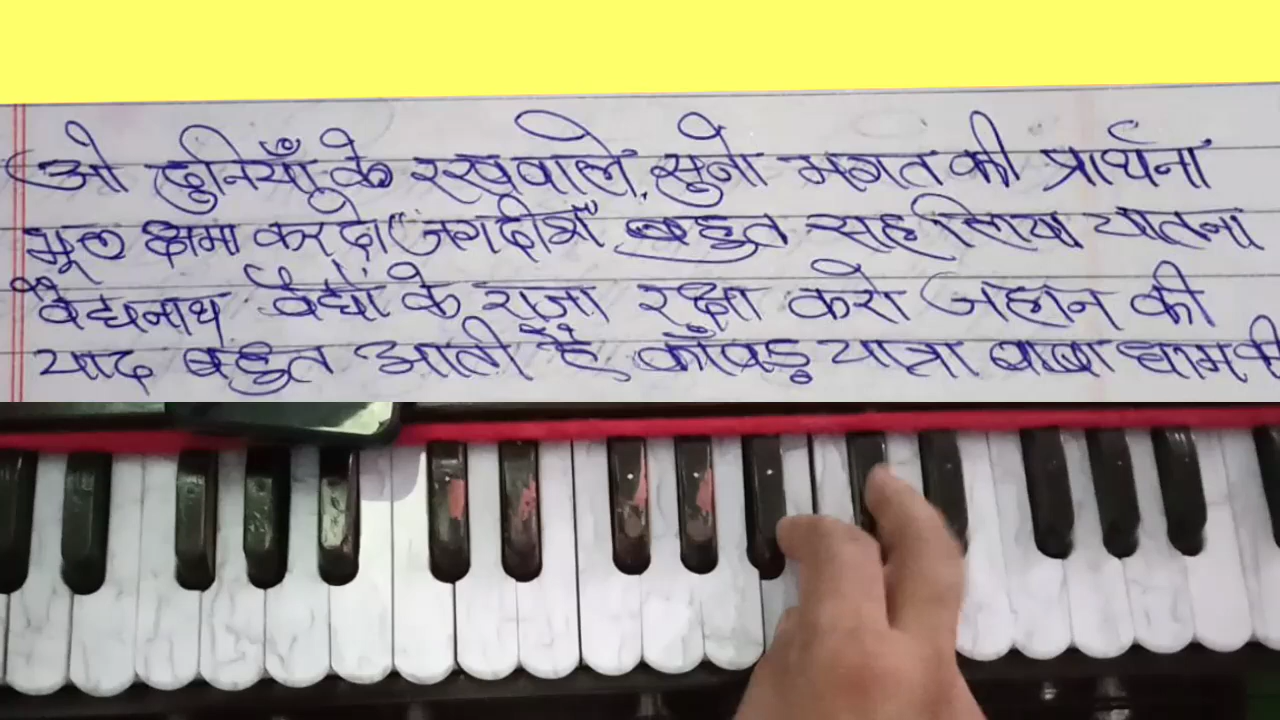 ओ दुनियाँ के रखवाले, सुनो भगत की प्रार्थना
भूल क्षमा कर दो जगदीश बहुत सह लिया यातना
वैद्यनाथ वैद्यों के राजा रक्षा करो जहान की
याद बहुत आती है काँवड़ यात्रा बाबा धाम की